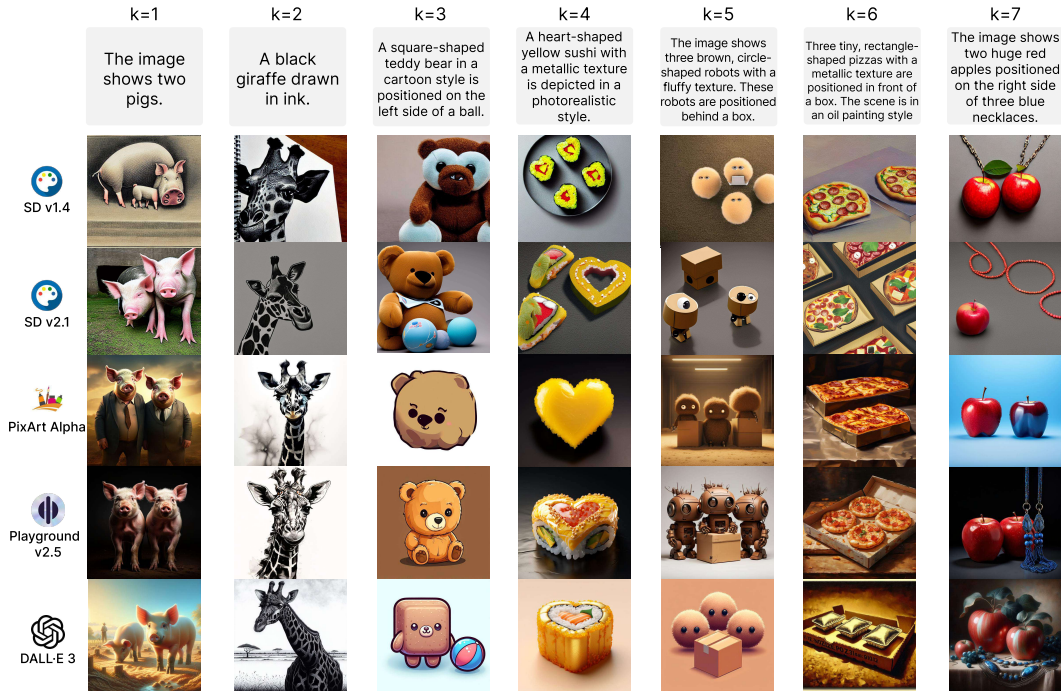 k=1
k=2
k=3
k=4
k=5
k=6
k=7
The image
shows two
pigs.
A black
giraffe drawn
in ink.
A square-shaped
teddy bear in a
cartoon style is
positioned on the
left side of a ball.
A heart-shaped
yellow sushi with
a metallic texture
is depicted in a
photorealistic
style.
The image shows
three brown, circle-
shaped robots with a
fluffy texture. These
robots are positioned
behind a box.
Three tiny, rectangle-
shaped pizzas with a
metallic texture are
positioned in front of
a box. The scene is in
an oil painting style
The image shows
two huge red
apples positioned
on the right side
of three blue
necklaces.
SD v1.4
SD v2.1
PixArt Alpha
Playground
v2.5
DALL·E 3